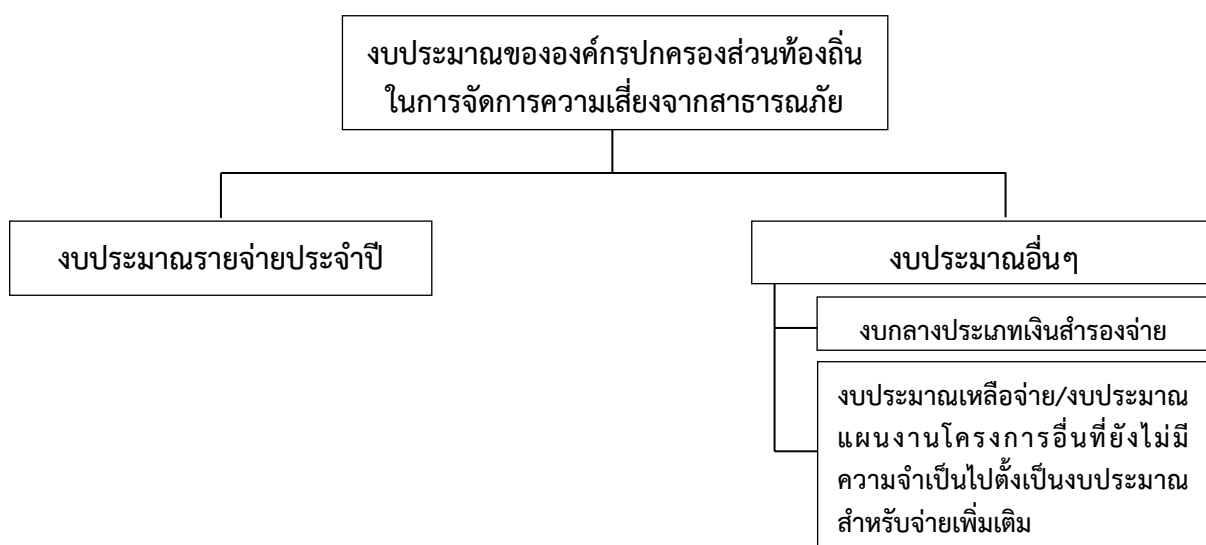 งบประมาณขององค์กรปกครองส่วนท้องถิ่น
ในการจัดการความเสี่ยงจากสาธารณภัย
งบประมาณรายจ่ายประจำปี
งบประมาณอื่นๆ
งบกลางประเภทเงินสำรองจ่าย
งบประมาณเหลือจ่าย/งบประมาณ
แผนงานโครงการอื่นที่ยังไม่มี
ความจำเป็นไปตั้งเป็นงบประมาณ
สำหรับจ่ายเพิ่มเติม